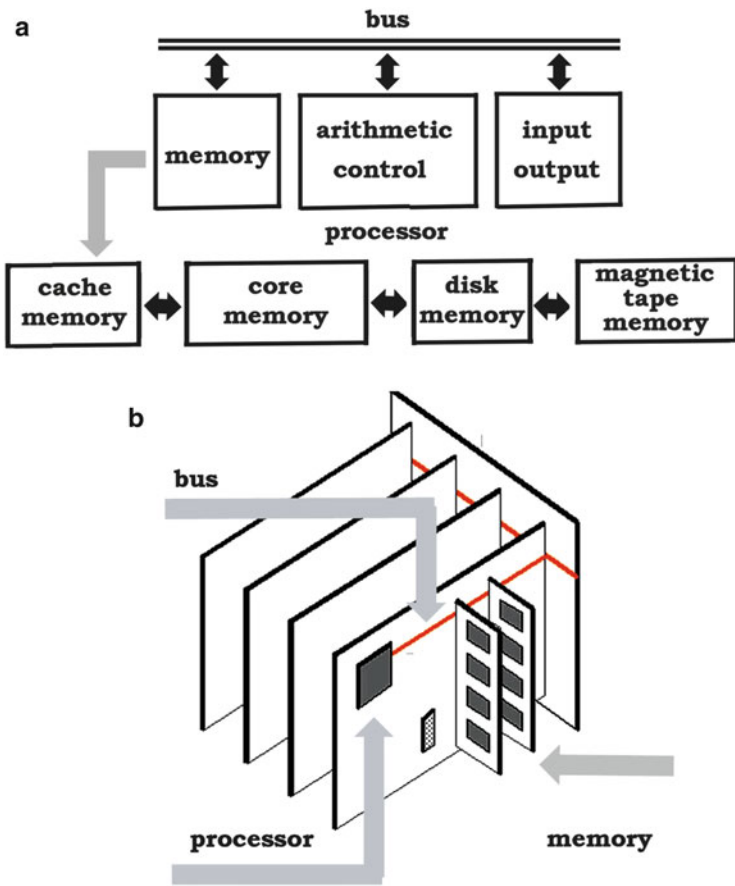 a
bus
memory
arithmetic
control
input
output
processor
cache
memory
core
memory
disk
memory
magnetic
tape
memory
b
bus
processor
memory